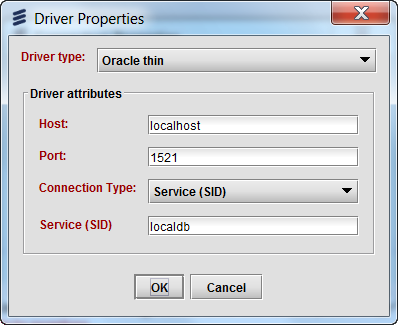 Driver Properties
Driver type: Oracle thin
Driver attributes
Host: localhost
Port: 1521
Connection Type: Service (SID)
Service (SID) localdb
OK Cancel